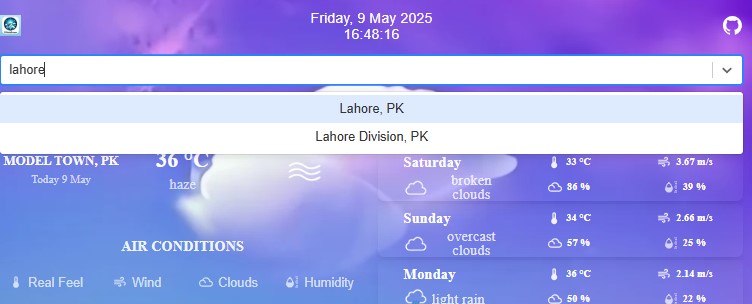 Friday, 9 May 2025
16:48:16
lahore
Lahore, PK
Lahore Division, PK
MODEL TOWN, PK
Today 9 May
36 °C
haze
Saturday
broken
clouds
33 °C
3.67 m/s
86 %
39 %
Sunday
overcast
clouds
34 °C
2.66 m/s
57 %
25 %
AIR CONDITIONS
Real Feel
Wind
Clouds
Humidity
Monday
light rain
36 °C
2.14 m/s
50 %
22 %